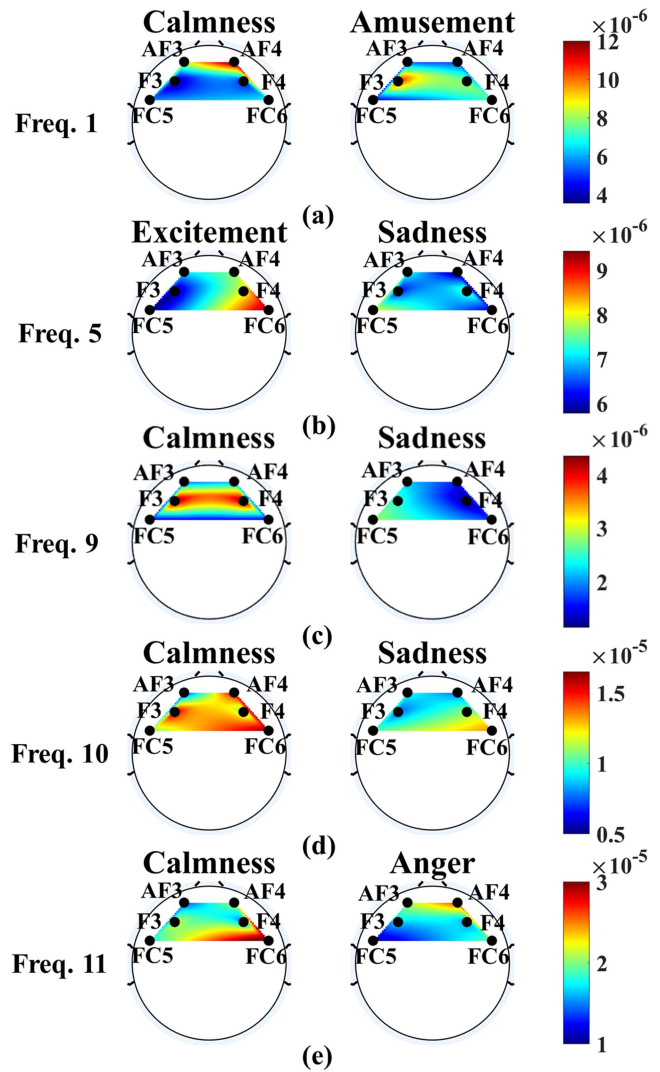 Calmness Amusement ×10⁻⁶
AF3 AF4 AF3 AF4 12
F3 F4 F3 F4 10
Freq. 1 FC5 FC6 FC5 FC6 8
6
4
(a)
Excitement Sadness ×10⁻⁶
AF3 AF4 AF3 AF4 9
F3 F4 F3 F4 8
Freq. 5 FC5 FC6 FC5 FC6 7
6
(b)
Calmness Sadness ×10⁻⁶
AF3 AF4 AF3 AF4 4
F3 F4 F3 F4
Freq. 9 FC5 FC6 FC5 FC6 3
2
(c)
Calmness Sadness ×10⁻⁵
AF3 AF4 AF3 AF4 1.5
F3 F4 F3 F4
Freq. 10 FC5 FC6 FC5 FC6 1
0.5
(d)
Calmness Anger ×10⁻⁵
AF3 AF4 AF3 AF4 3
F3 F4 F3 F4
Freq. 11 FC5 FC6 FC5 FC6 2
1
(e)